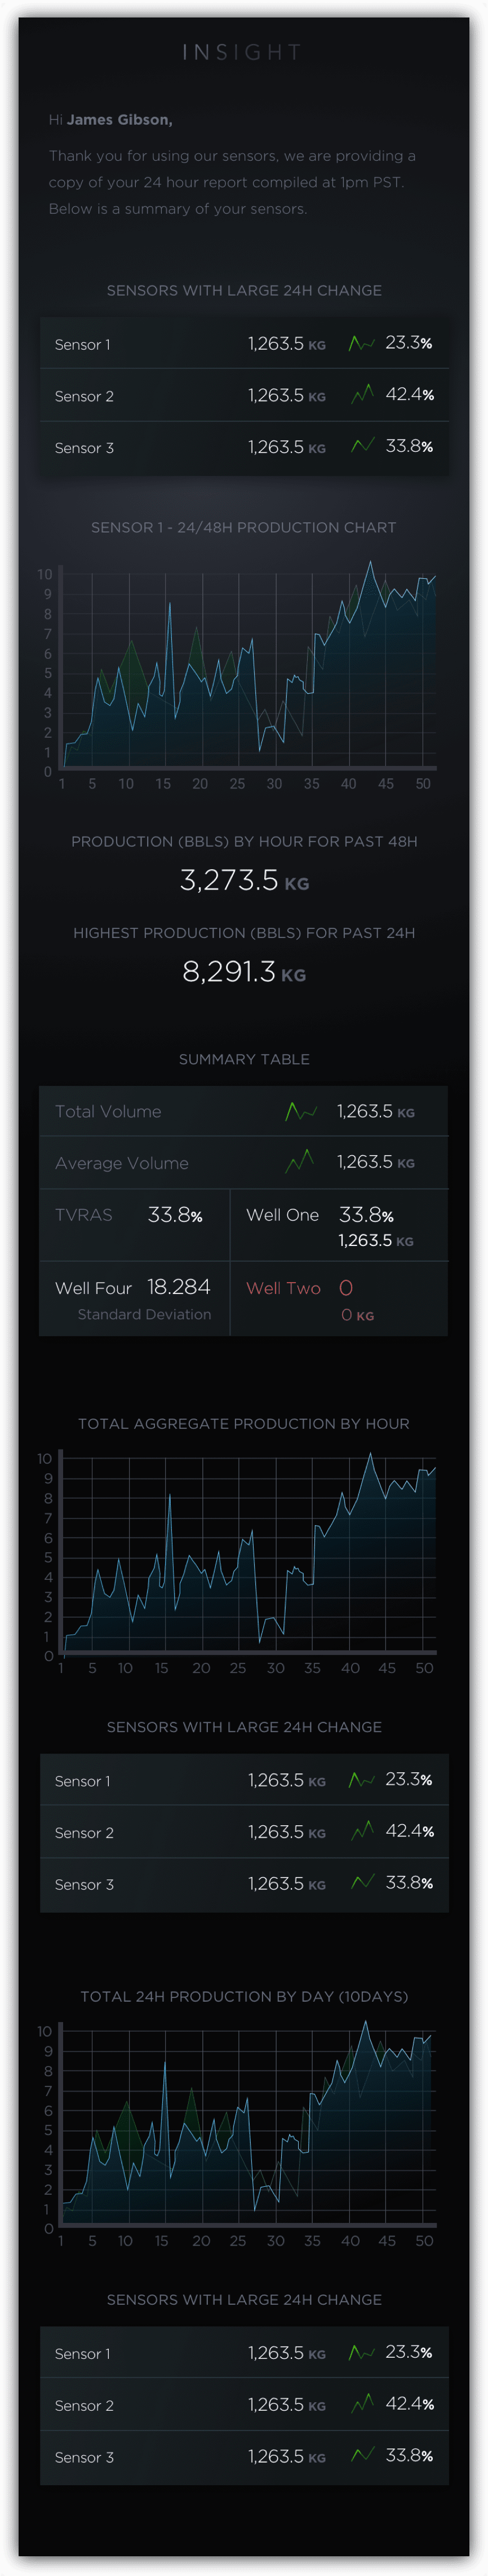 INSIGHT
Hi James Gibson,
Thank you for using our sensors, we are providing a
copy of your 24 hour report compiled at 1pm PST.
Below is a summary of your sensors.
SENSORS WITH LARGE 24H CHANGE
Sensor 1 1,263.5 KG 23.3%
Sensor 2 1,263.5 KG 42.4%
Sensor 3 1,263.5 KG 33.8%
SENSOR 1 - 24/48H PRODUCTION CHART
10
9
8
7
6
5
4
3
2
1
0
1 5 10 15 20 25 30 35 40 45 50
PRODUCTION (BBLS) BY HOUR FOR PAST 48H
3,273.5 KG
HIGHEST PRODUCTION (BBLS) FOR PAST 24H
8,291.3 KG
SUMMARY TABLE
Total Volume 1,263.5 KG
Average Volume 1,263.5 KG
TVRAS 33.8%
Well One 33.8%
1,263.5 KG
Well Four 18.284
Standard Deviation
Well Two 0
0 KG
TOTAL AGGREGATE PRODUCTION BY HOUR
10
9
8
7
6
5
4
3
2
1
0
1 5 10 15 20 25 30 35 40 45 50
SENSORS WITH LARGE 24H CHANGE
Sensor 1 1,263.5 KG 23.3%
Sensor 2 1,263.5 KG 42.4%
Sensor 3 1,263.5 KG 33.8%
TOTAL 24H PRODUCTION BY DAY (10DAYS)
10
9
8
7
6
5
4
3
2
1
0
1 5 10 15 20 25 30 35 40 45 50
SENSORS WITH LARGE 24H CHANGE
Sensor 1 1,263.5 KG 23.3%
Sensor 2 1,263.5 KG 42.4%
Sensor 3 1,263.5 KG 33.8%